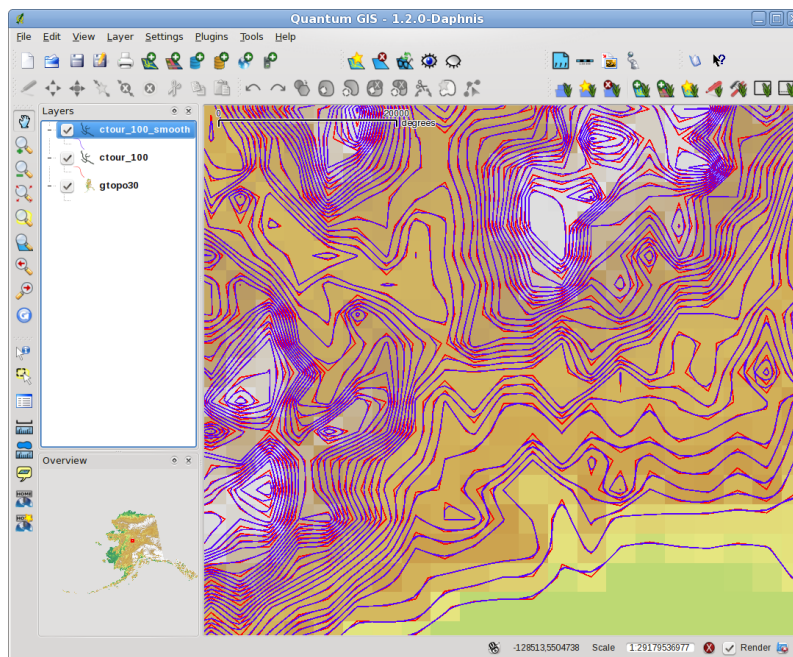 Quantum GIS - 1.2.0-Daphnis
File Edit View Layer Settings Plugins Tools Help
Layers
ctour_100_smooth
ctour_100
gtopo30
Overview
0 20000 degrees
-128513,5504738 Scale 1:29179536977 Render